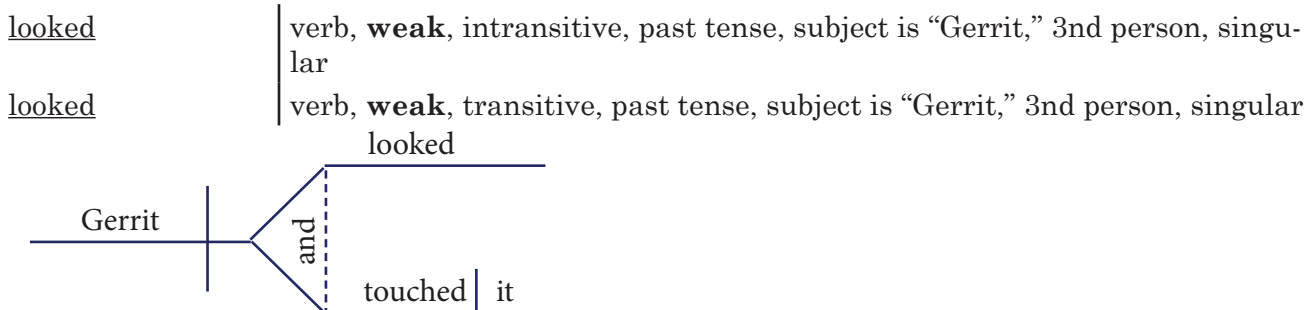 looked verb, weak, intransitive, past tense, subject is “Gerrit,” 3nd person, singu-
lar
looked verb, weak, transitive, past tense, subject is “Gerrit,” 3nd person, singular
looked
Gerrit
and
touched it